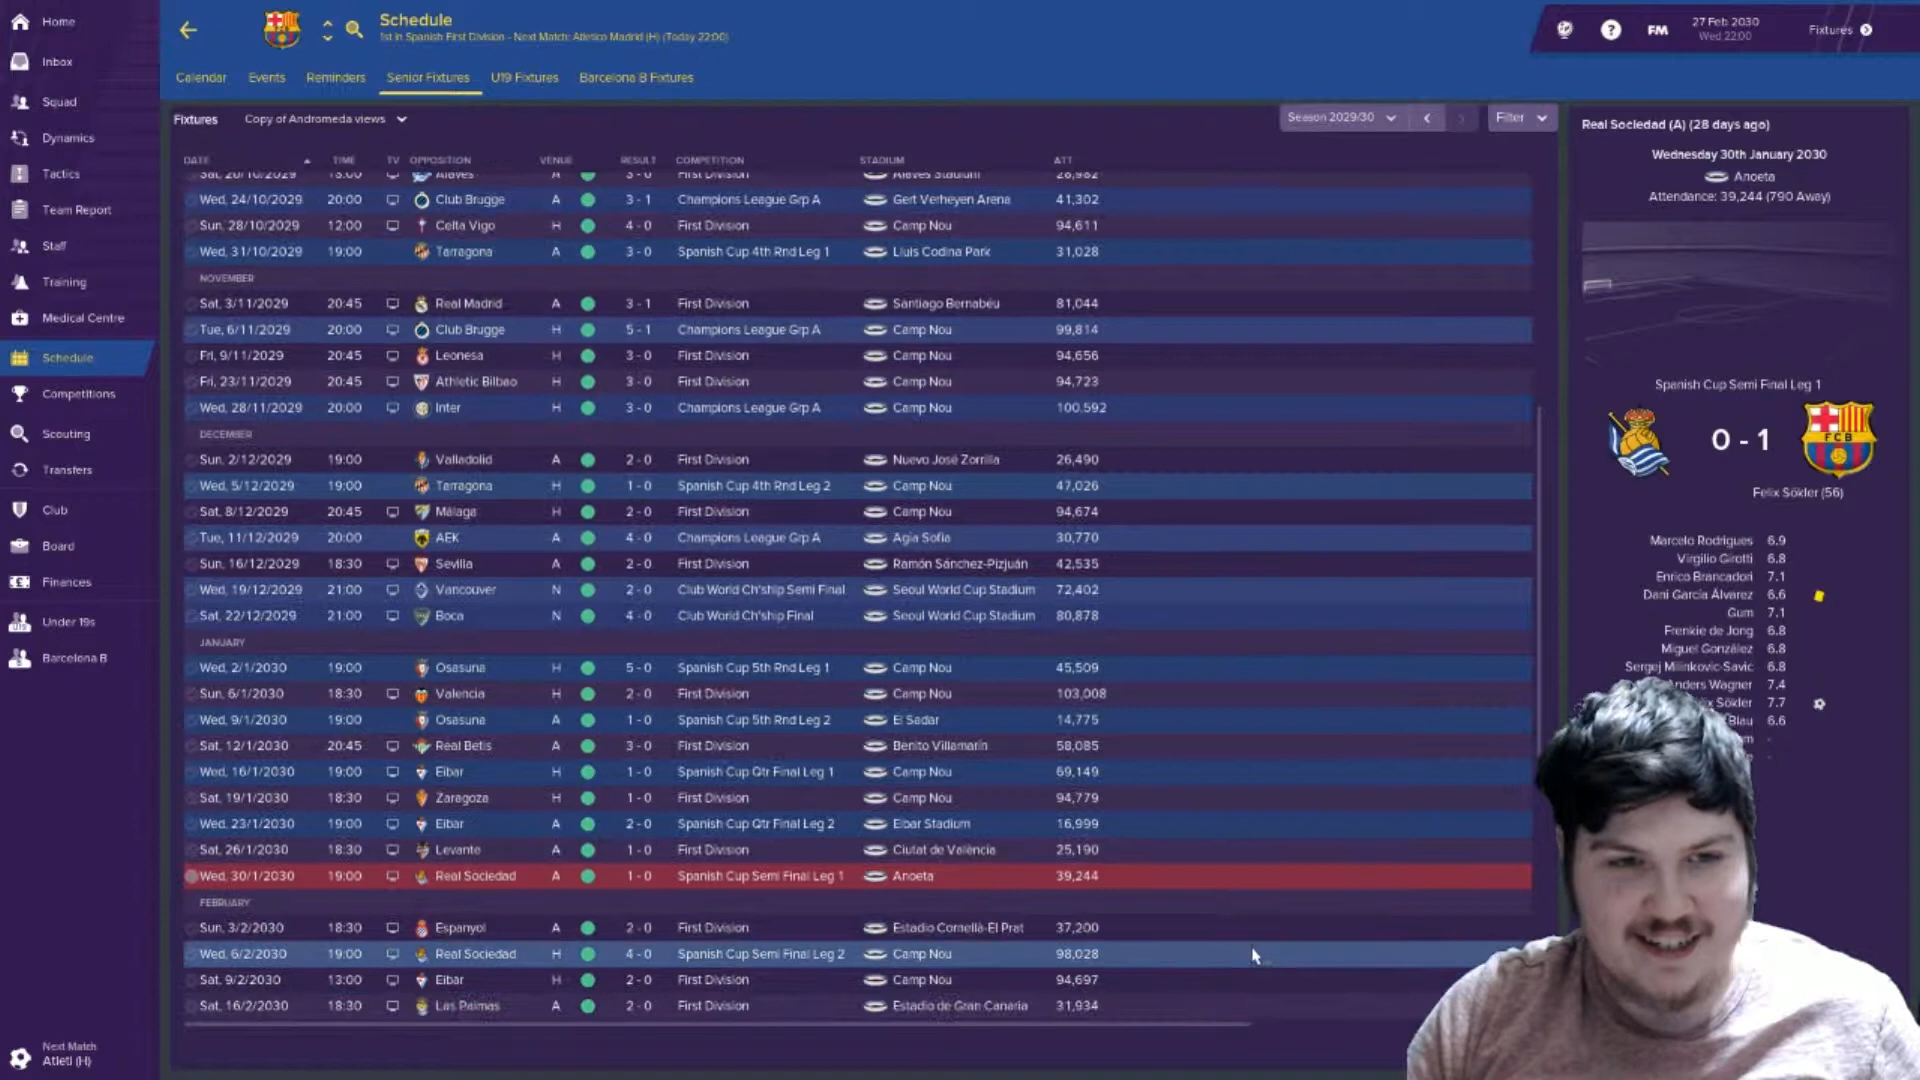 Home
Inbox
Squad
Dynamics
Tactics
Team Report
Staff
Training
Medical Centre
Schedule
Competitions
Scouting
Transfers
Club
Board
Finances
Under 19s
Barcelona B
Next Match
Atleti (H)
Schedule
1st in Spanish First Division - Next Match: Atlético Madrid (H) (Today 22:00)
Calendar Events Reminders Senior Fixtures U19 Fixtures Barcelona B Fixtures
? FM 27 Feb 2030 Wed 22:00 Fixtures
Fixtures Copy of Andromeda views Season 2029/30 Filter
DATE TIME TV OPPOSITION VENUE RESULT COMPETITION STADIUM ATT
Sat, 20/10/2029 13:00 Alavés A 3 - 0 First Division Alavés Stadium 28,982
Wed, 24/10/2029 20:00 Club Brugge A 3 - 1 Champions League Grp A Gert Verheyen Arena 41,302
Sun, 28/10/2029 12:00 Celta Vigo H 4 - 0 First Division Camp Nou 94,611
Wed, 31/10/2029 19:00 Tarragona A 3 - 0 Spanish Cup 4th Rnd Leg 1 Lluis Codina Park 31,028
NOVEMBER
Sat, 3/11/2029 20:45 Real Madrid A 3 - 1 First Division Santiago Bernabéu 81,044
Tue, 6/11/2029 20:00 Club Brugge H 5 - 1 Champions League Grp A Camp Nou 99,814
Fri, 9/11/2029 20:45 Leonesa H 3 - 0 First Division Camp Nou 94,656
Fri, 23/11/2029 20:45 Athletic Bilbao H 3 - 0 First Division Camp Nou 94,723
Wed, 28/11/2029 20:00 Inter H 3 - 0 Champions League Grp A Camp Nou 100,592
DECEMBER
Sun, 2/12/2029 19:00 Valladolid A 2 - 0 First Division Nuevo José Zorrilla 26,490
Wed, 5/12/2029 19:00 Tarragona H 1 - 0 Spanish Cup 4th Rnd Leg 2 Camp Nou 47,026
Sat, 8/12/2029 20:45 Málaga H 2 - 0 First Division Camp Nou 94,674
Tue, 11/12/2029 20:00 AEK A 4 - 0 Champions League Grp A Agia Sofia 30,770
Sun, 16/12/2029 18:30 Sevilla A 2 - 0 First Division Ramón Sánchez-Pizjuán 42,535
Wed, 19/12/2029 21:00 Vancouver N 2 - 0 Club World Ch'ship Semi Final Seoul World Cup Stadium 72,402
Sat, 22/12/2029 21:00 Boca N 4 - 0 Club World Ch'ship Final Seoul World Cup Stadium 80,878
JANUARY
Wed, 2/1/2030 19:00 Osasuna H 5 - 0 Spanish Cup 5th Rnd Leg 1 Camp Nou 45,509
Sun, 6/1/2030 18:30 Valencia H 2 - 0 First Division Camp Nou 103,008
Wed, 9/1/2030 19:00 Osasuna A 1 - 0 Spanish Cup 5th Rnd Leg 2 El Sadar 14,775
Sat, 12/1/2030 20:45 Real Betis A 3 - 0 First Division Benito Villamarín 58,085
Wed, 16/1/2030 19:00 Eibar H 1 - 0 Spanish Cup Qtr Final Leg 1 Camp Nou 69,149
Sat, 19/1/2030 18:30 Zaragoza H 1 - 0 First Division Camp Nou 94,779
Wed, 23/1/2030 19:00 Eibar A 2 - 0 Spanish Cup Qtr Final Leg 2 Eibar Stadium 16,999
Sat, 26/1/2030 18:30 Levante A 1 - 0 First Division Ciutat de València 25,190
Wed, 30/1/2030 19:00 Real Sociedad A 1 - 0 Spanish Cup Semi Final Leg 1 Anoeta 39,244
FEBRUARY
Sun, 3/2/2030 18:30 Espanyol A 2 - 0 First Division Estadio Cornellà-El Prat 37,200
Wed, 6/2/2030 19:00 Real Sociedad H 4 - 0 Spanish Cup Semi Final Leg 2 Camp Nou 98,028
Sat, 9/2/2030 13:00 Eibar H 2 - 0 First Division Camp Nou 94,697
Sat, 16/2/2030 18:30 Las Palmas A 2 - 0 First Division Estadio de Gran Canaria 31,934
Real Sociedad (A) (28 days ago)
Wednesday 30th January 2030
Anoeta
Attendance: 39,244 (790 Away)
Spanish Cup Semi Final Leg 1
0 - 1
FCB
Felix Sökler (56)
Marcelo Rodrigues 6.9
Virgilio Girotti 6.8
Enrico Brancadori 7.1
Dani García Álvarez 6.6
Gum 7.1
Frenkie de Jong 6.8
Miguel González 6.8
Sergej Milinkovic-Savic 6.8
Anders Wagner 7.4
Sökler 7.7
Blau 6.6